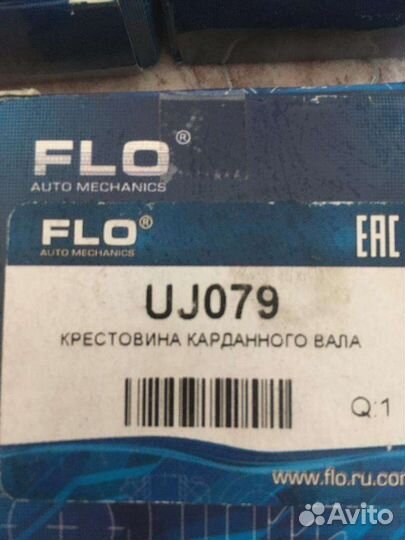 FLO®
AUTO MECHANICS
FLO®
AUTO MECHANICS
EAC
UJ079
КРЕСТОВИНА КАРДАННОГО ВАЛА
Q:1
www.flo.ru.com
Avito